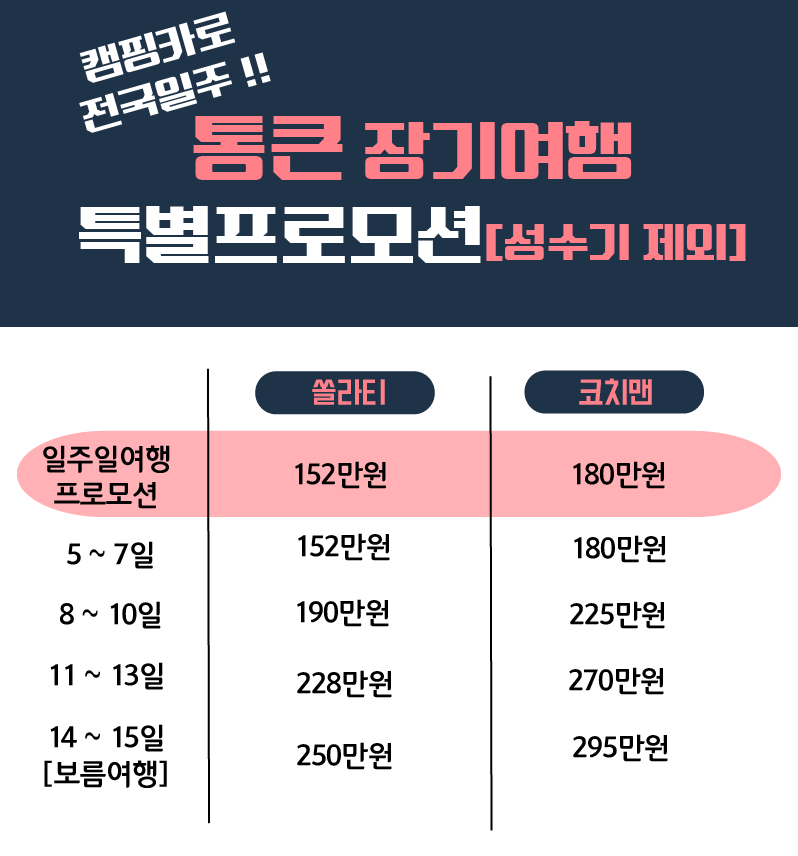 캠핑카로
전국일주 !!
통큰 장기여행
특별프로모션[성수기 제외]
쏠라티 코치맨
일주일여행
프로모션 152만원 180만원
5 ~ 7일 152만원 180만원
8 ~ 10일 190만원 225만원
11 ~ 13일 228만원 270만원
14 ~ 15일
[보름여행] 250만원 295만원